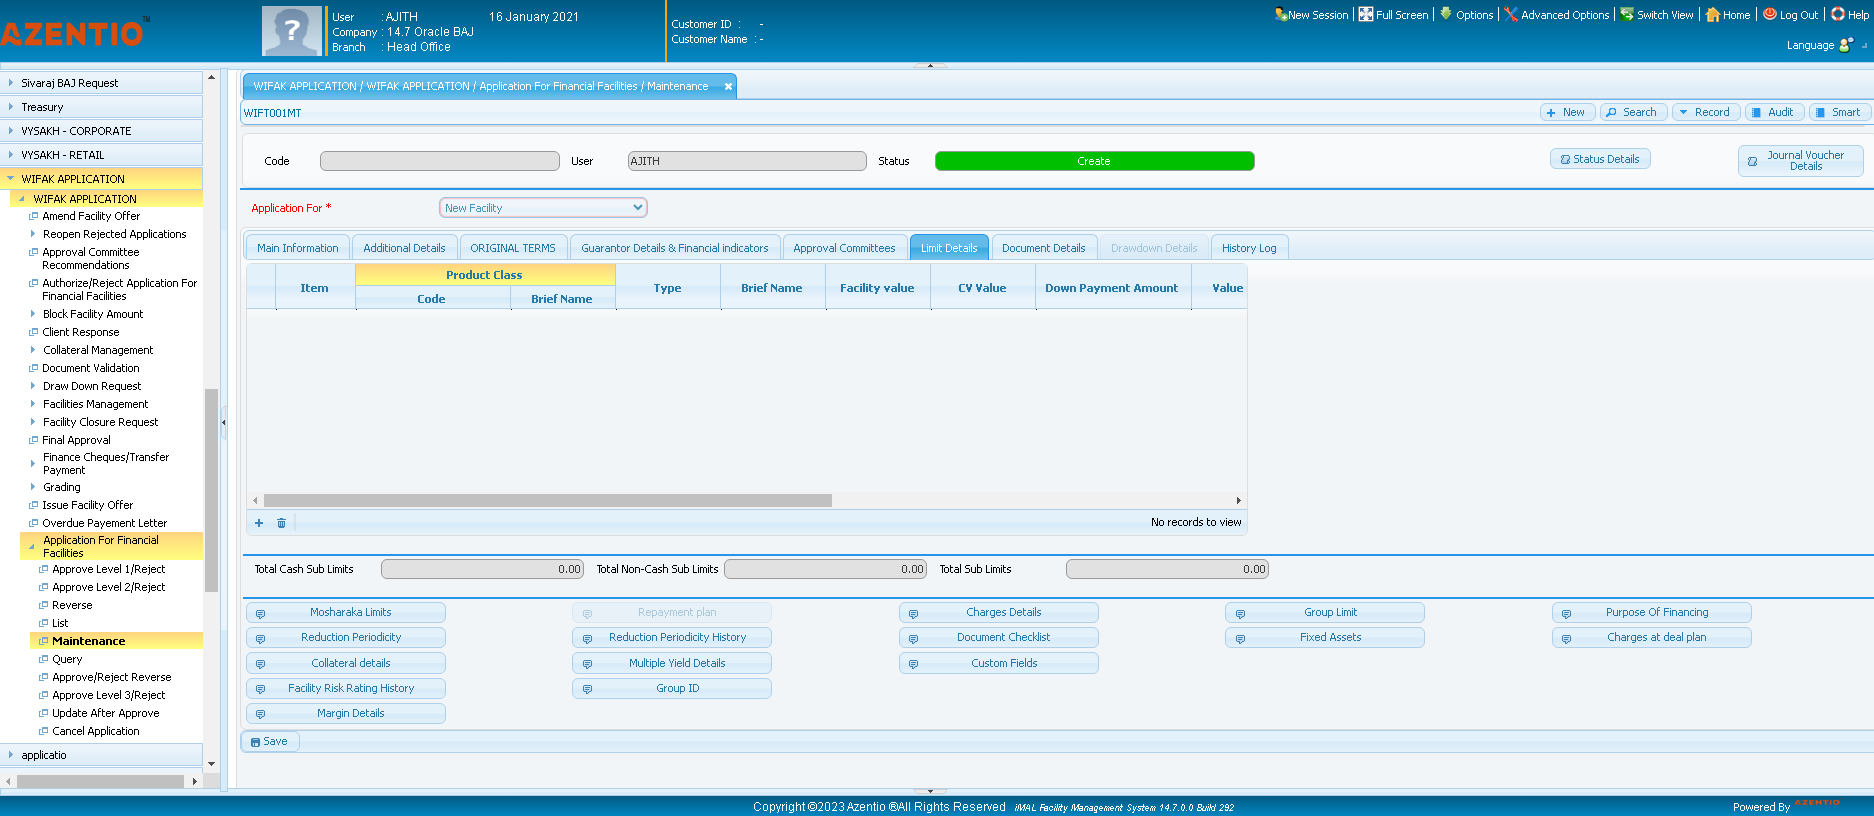 AZENTIO™
User : AJITH 16 January 2021
Company : 14.7 Oracle BAJ
Branch : Head Office
Customer ID : -
Customer Name : -
New Session Full Screen Options Advanced Options Switch View Home Log Out Help
Language
Sivaraj BAJ Request
Treasury
VYSAKH - CORPORATE
VYSAKH - RETAIL
WIFAK APPLICATION
WIFAK APPLICATION
Amend Facility Offer
Reopen Rejected Applications
Approval Committee
Recommendations
Authorize/Reject Application For
Financial Facilities
Block Facility Amount
Client Response
Collateral Management
Document Validation
Draw Down Request
Facilities Management
Facility Closure Request
Final Approval
Finance Cheques/Transfer
Payment
Grading
Issue Facility Offer
Overdue Payement Letter
Application For Financial
Facilities
Approve Level 1/Reject
Approve Level 2/Reject
Reverse
List
Maintenance
Query
Approve/Reject Reverse
Approve Level 3/Reject
Update After Approve
Cancel Application
applicatio
WIFAK APPLICATION / WIFAK APPLICATION / Application For Financial Facilities / Maintenance
WIFT001MT
New Search Record Audit Smart
Code User AJITH Status Create
Status Details
Journal Voucher
Details
Application For * New Facility
Main Information Additional Details ORIGINAL TERMS Guarantor Details & Financial indicators Approval Committees Limit Details Document Details Drawdown Details History Log
Product Class
Item Type Brief Name Facility value CV Value Down Payment Amount Value
Code Brief Name
No records to view
Total Cash Sub Limits 0.00 Total Non-Cash Sub Limits 0.00 Total Sub Limits 0.00
Mosharaka Limits Repayment plan Charges Details Group Limit Purpose Of Financing
Reduction Periodicity Reduction Periodicity History Document Checklist Fixed Assets Charges at deal plan
Collateral details Multiple Yield Details Custom Fields
Facility Risk Rating History Group ID
Margin Details
Save
Copyright ©2023 Azentio ®All Rights Reserved iMAL Facility Management System 14.7.0.0 Build 292
Powered By AZENTIO